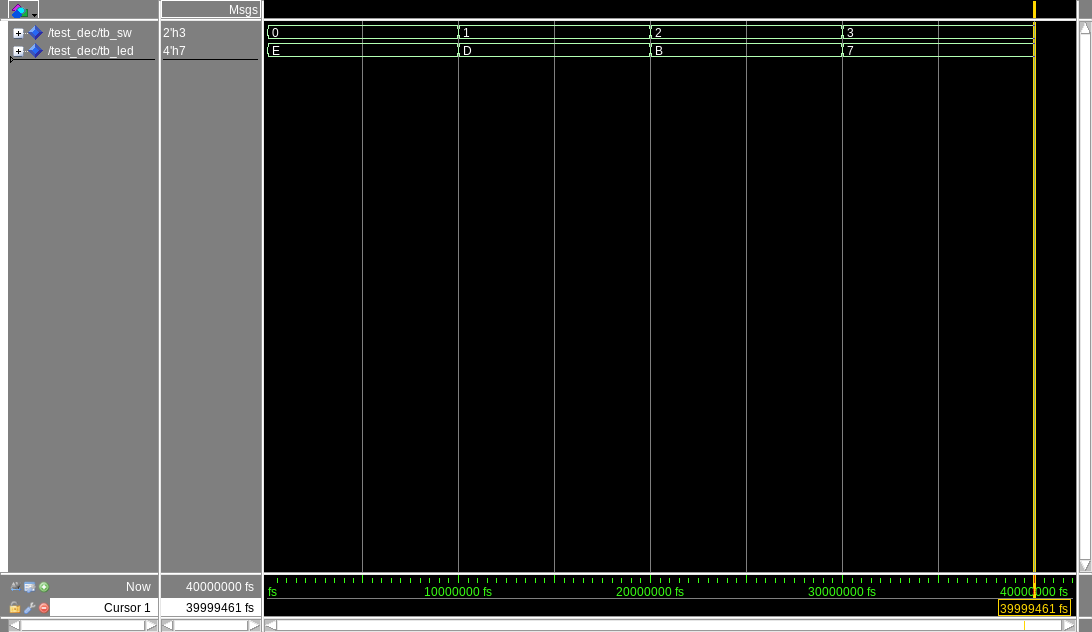 Msgs
/test_dec/tb_sw 2'h3 0 1 2 3
/test_dec/tb_led 4'h7 E D B 7
Now 40000000 fs fs 10000000 fs 20000000 fs 30000000 fs 40000000 fs
Cursor 1 39999461 fs 39999461 fs